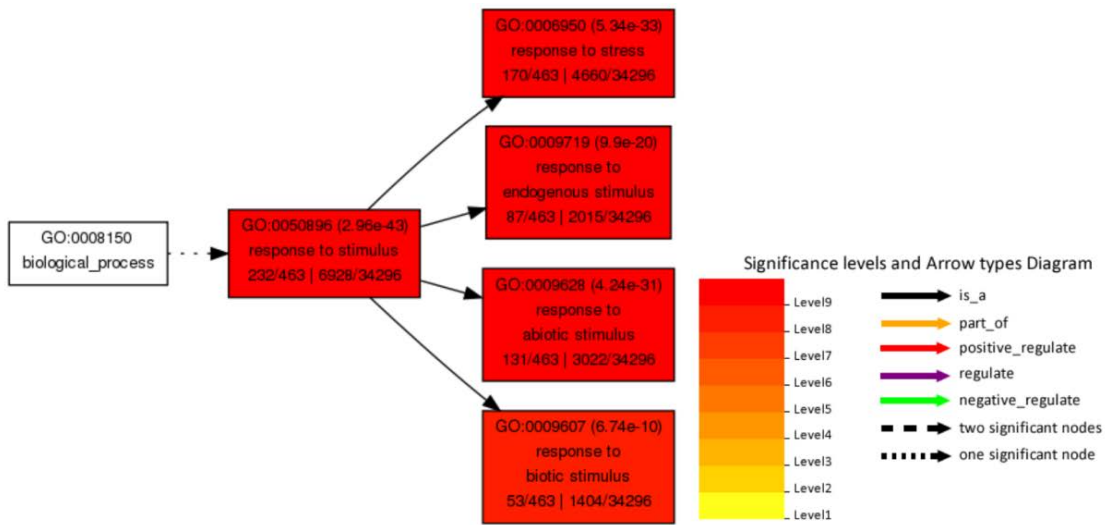 GO:0006950 (5.34e-33)
response to stress
170/463 | 4660/34296
GO:0009719 (9.9e-20)
response to
endogenous stimulus
87/463 | 2015/34296
GO:0008150
biological_process
GO:0050896 (2.96e-43)
response to stimulus
232/463 | 6928/34296
GO:0009628 (4.24e-31)
response to
abiotic stimulus
131/463 | 3022/34296
GO:0009607 (6.74e-10)
response to
biotic stimulus
53/463 | 1404/34296
Significance levels and Arrow types Diagram
Level9
Level8
Level7
Level6
Level5
Level4
Level3
Level2
Level1
is_a
part_of
positive_regulate
regulate
negative_regulate
two significant nodes
one significant node